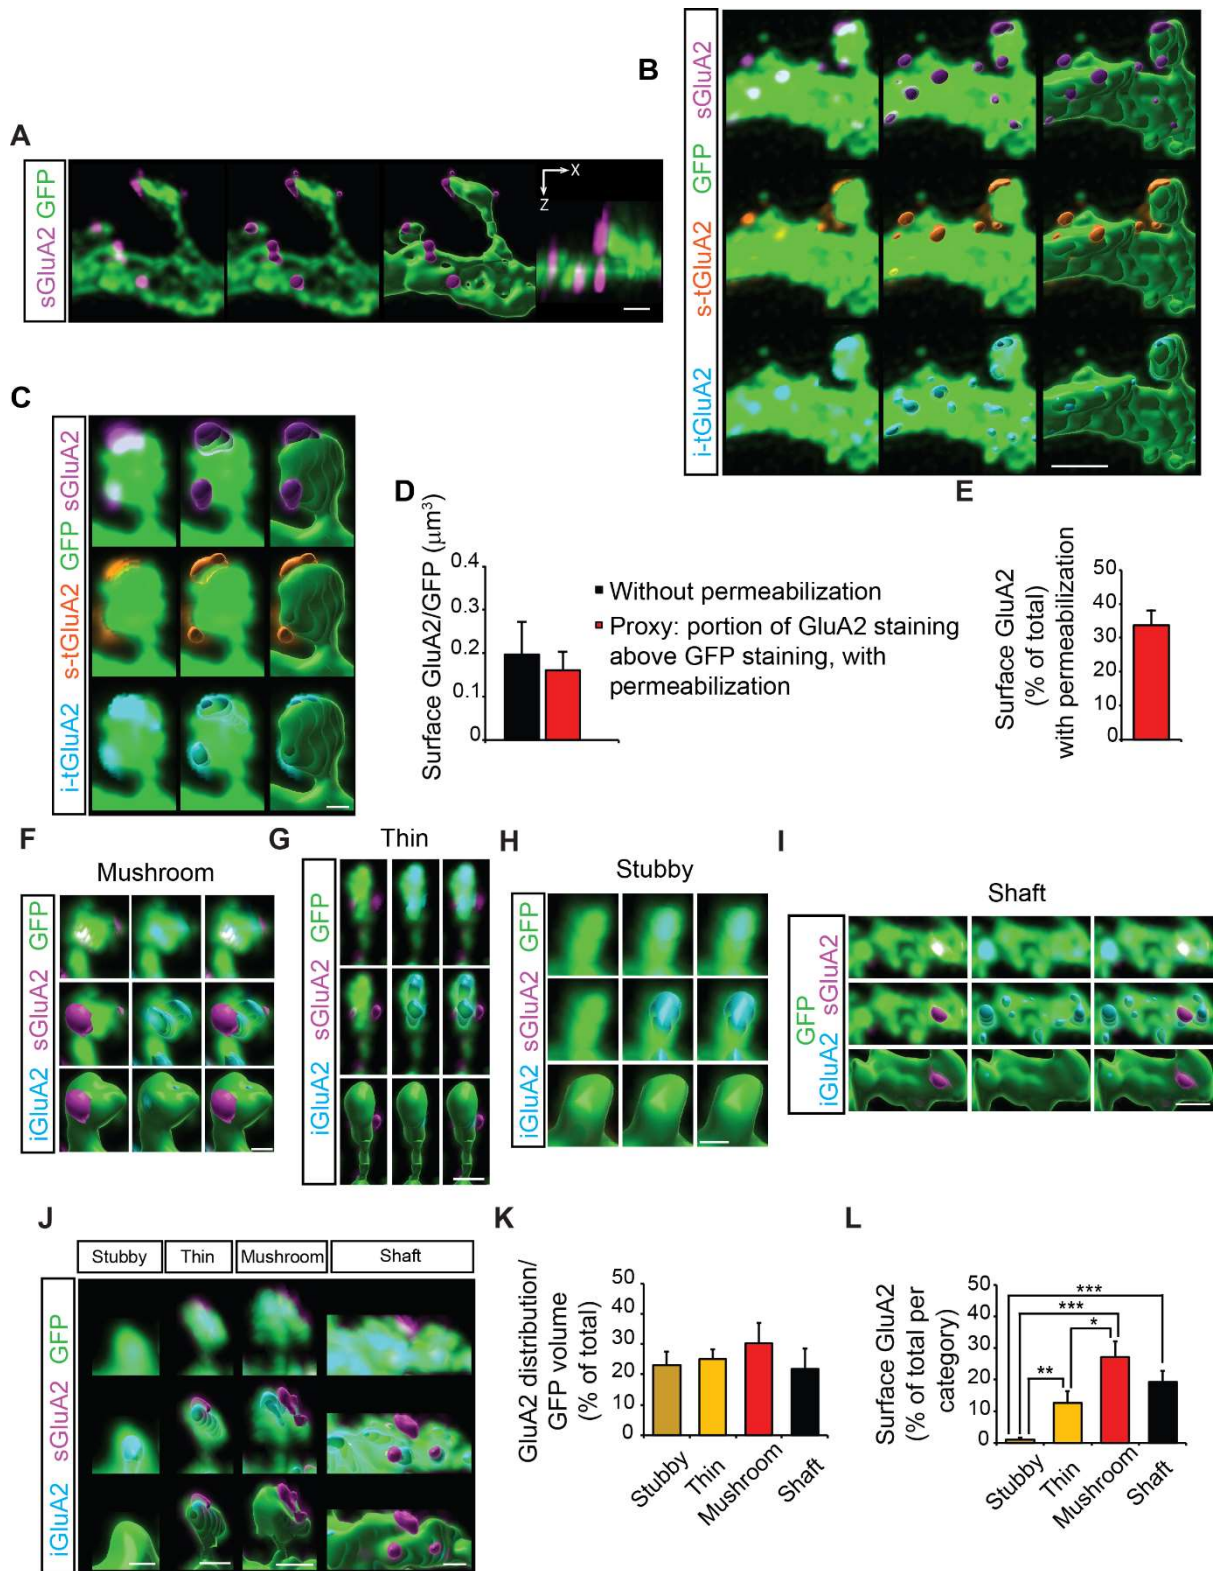 A
sGluA2 GFP
X
Z
B
i-tGluA2 s-tGluA2 GFP sGluA2
C
i-tGluA2 s-tGluA2 GFP sGluA2
D
Surface GluA2/GFP (μm³)
0.4
0.3
0.2
0.1
0
Without permeabilization
Proxy: portion of GluA2 staining
above GFP staining, with
permeabilization
E
Surface GluA2
(% of total)
with permeabilization
50
40
30
20
10
0
F
Mushroom
iGluA2 sGluA2 GFP
G
Thin
iGluA2 sGluA2 GFP
H
Stubby
iGluA2 sGluA2 GFP
I
Shaft
GFP
iGluA2 sGluA2
J
Stubby Thin Mushroom Shaft
iGluA2 sGluA2 GFP
K
GluA2 distribution/
GFP volume
(% of total)
50
40
30
20
10
0
Stubby
Thin
Mushroom
Shaft
L
Surface GluA2
(% of total per
category)
50
40
30
20
10
0
***
***
*
**
Stubby
Thin
Mushroom
Shaft